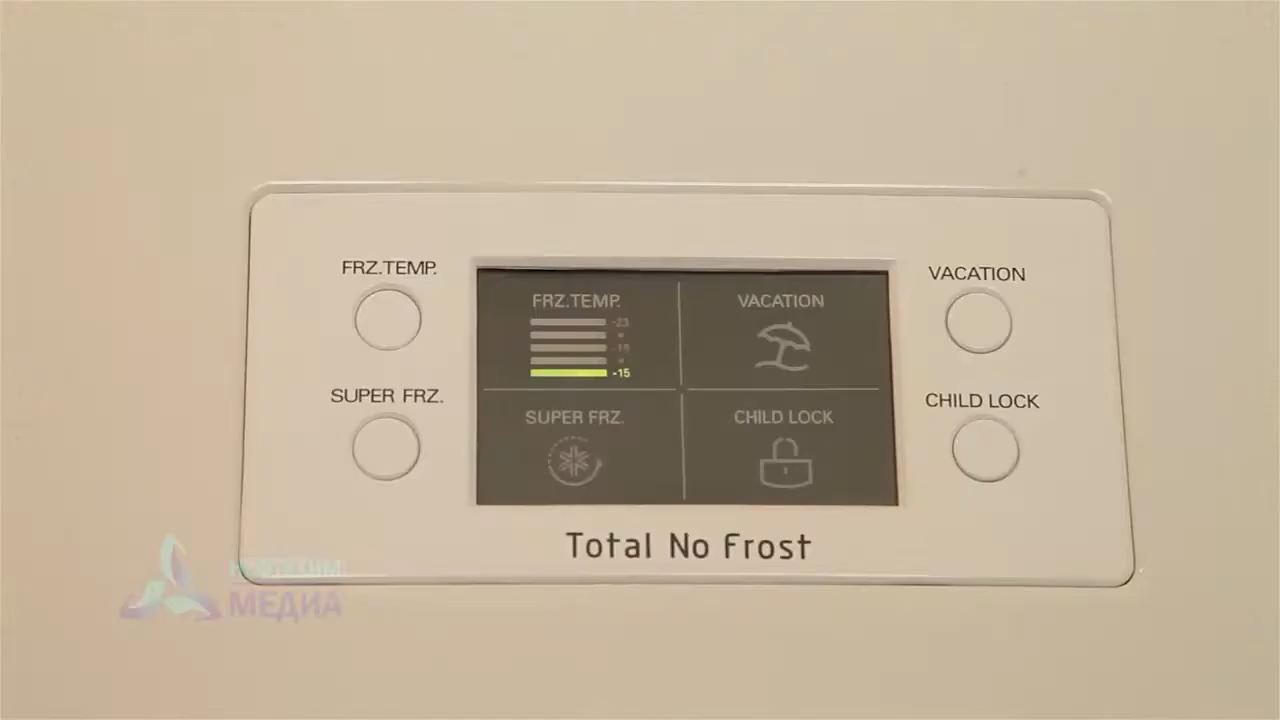 FRZ.TEMP.
SUPER FRZ.
FRZ.TEMP.
-23
-15
VACATION
SUPER FRZ.
CHILD LOCK
VACATION
CHILD LOCK
Total No Frost
МЕДИА